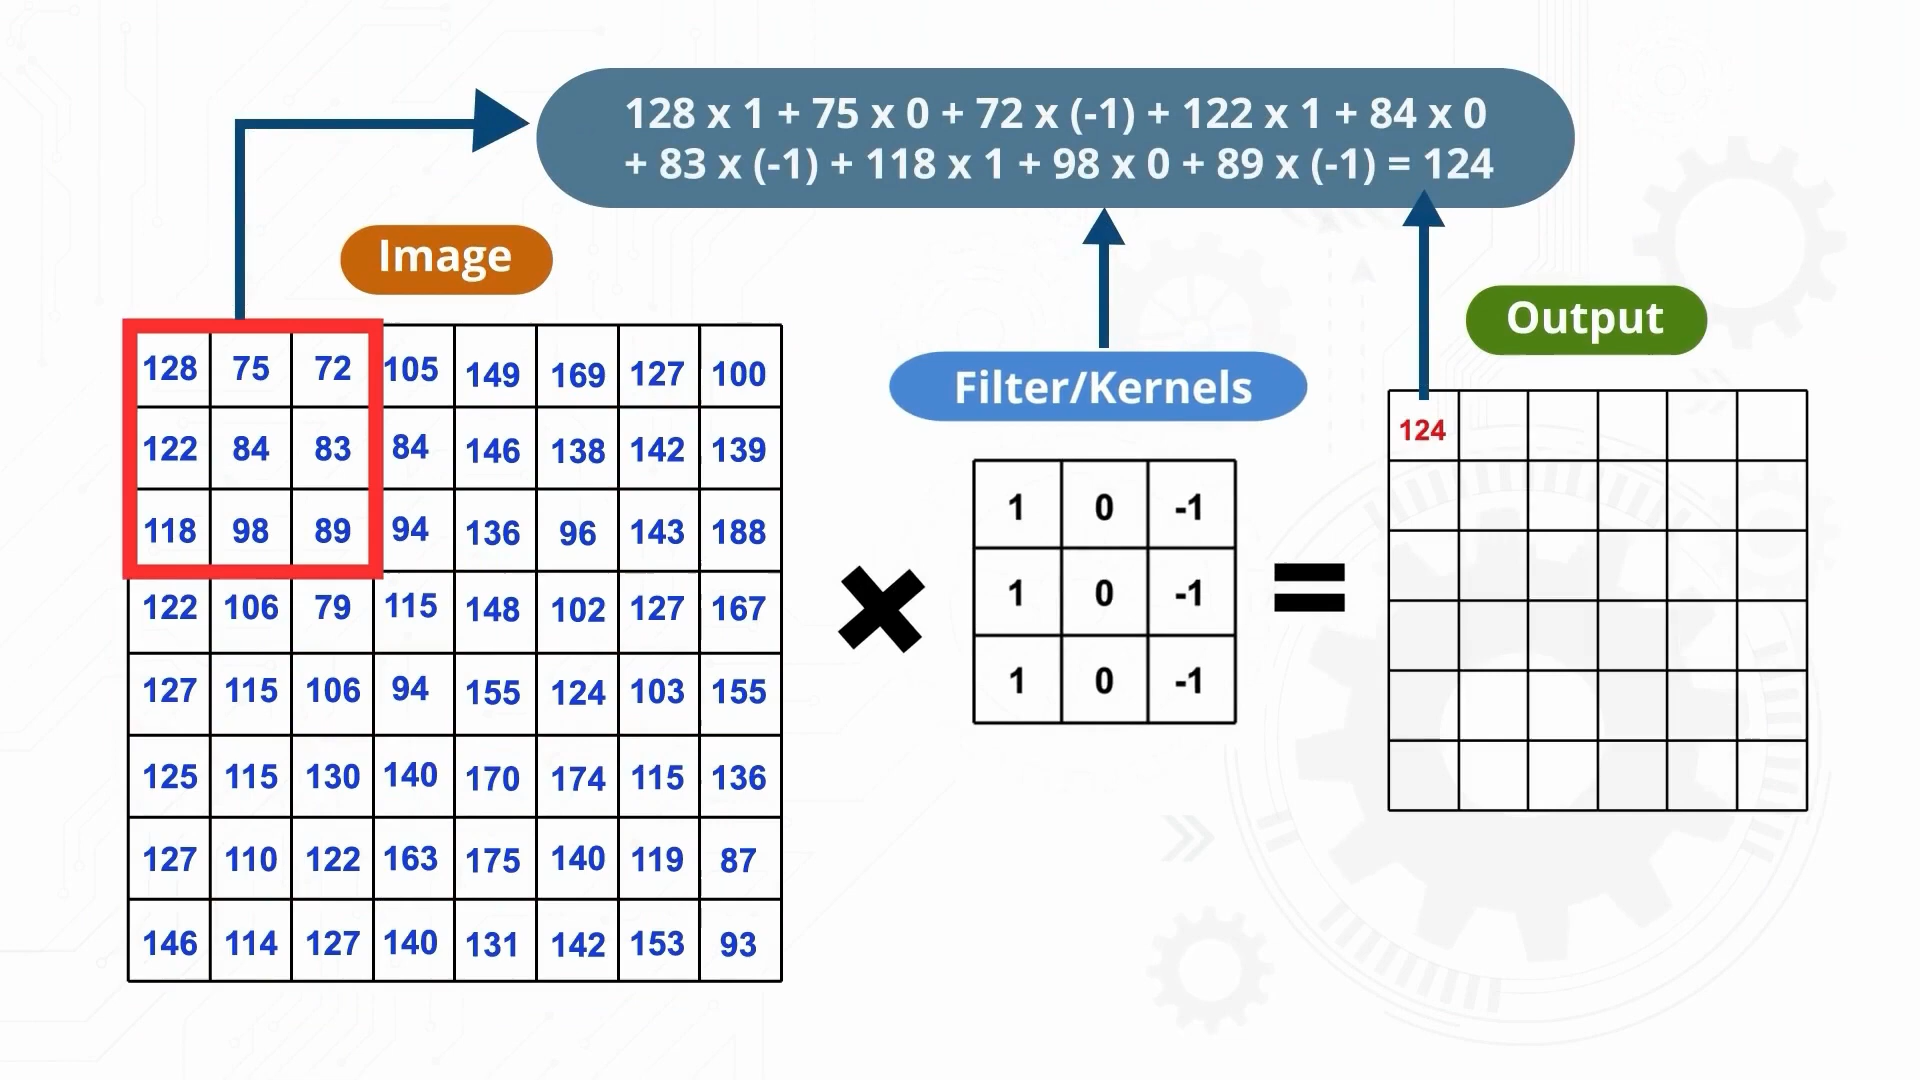 128 x 1 + 75 x 0 + 72 x (-1) + 122 x 1 + 84 x 0
+ 83 x (-1) + 118 x 1 + 98 x 0 + 89 x (-1) = 124
Image
128 75 72 105 149 169 127 100
122 84 83 84 146 138 142 139
118 98 89 94 136 96 143 188
122 106 79 115 148 102 127 167
127 115 106 94 155 124 103 155
125 115 130 140 170 174 115 136
127 110 122 163 175 140 119 87
146 114 127 140 131 142 153 93
Filter/Kernels
1 0 -1
1 0 -1
1 0 -1
=
Output
124